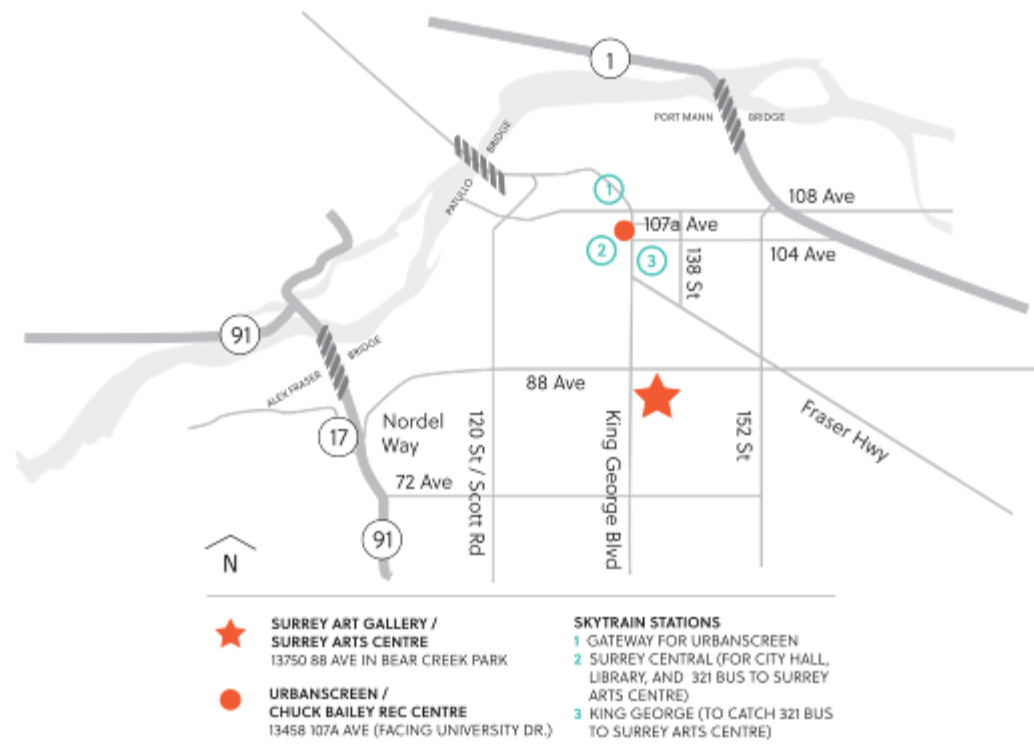 1
PORT MANN
BRIDGE
BRIDGE
PATULLO
1
108 Ave
107a Ave
2
3
104 Ave
138 St
91
BRIDGE
ALEX FRASER
88 Ave
Nordel
Way
17
120 St / Scott Rd
King George Blvd
152 St
Fraser Hwy
72 Ave
91
N
SURREY ART GALLERY /
SURREY ARTS CENTRE
13750 88 AVE IN BEAR CREEK PARK
URBANSCREEN /
CHUCK BAILEY REC CENTRE
13458 107A AVE (FACING UNIVERSITY DR.)
SKYTRAIN STATIONS
1 GATEWAY FOR URBANSCREEN
2 SURREY CENTRAL (FOR CITY HALL,
LIBRARY, AND 321 BUS TO SURREY
ARTS CENTRE)
3 KING GEORGE (TO CATCH 321 BUS
TO SURREY ARTS CENTRE)